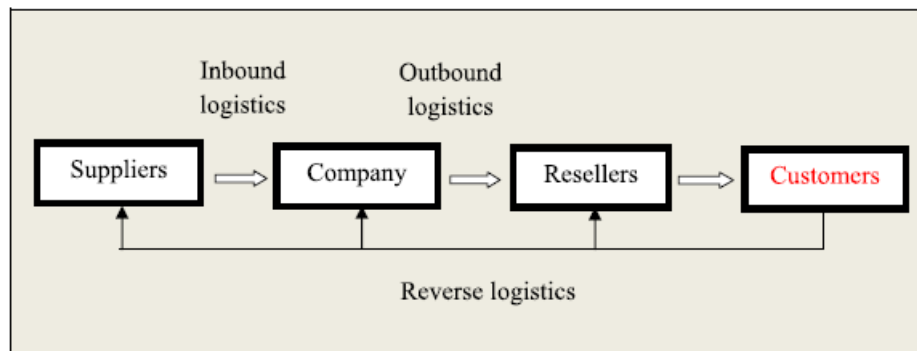 Inbound
logistics
Outbound
logistics
Suppliers
Company
Resellers
Customers
Reverse logistics